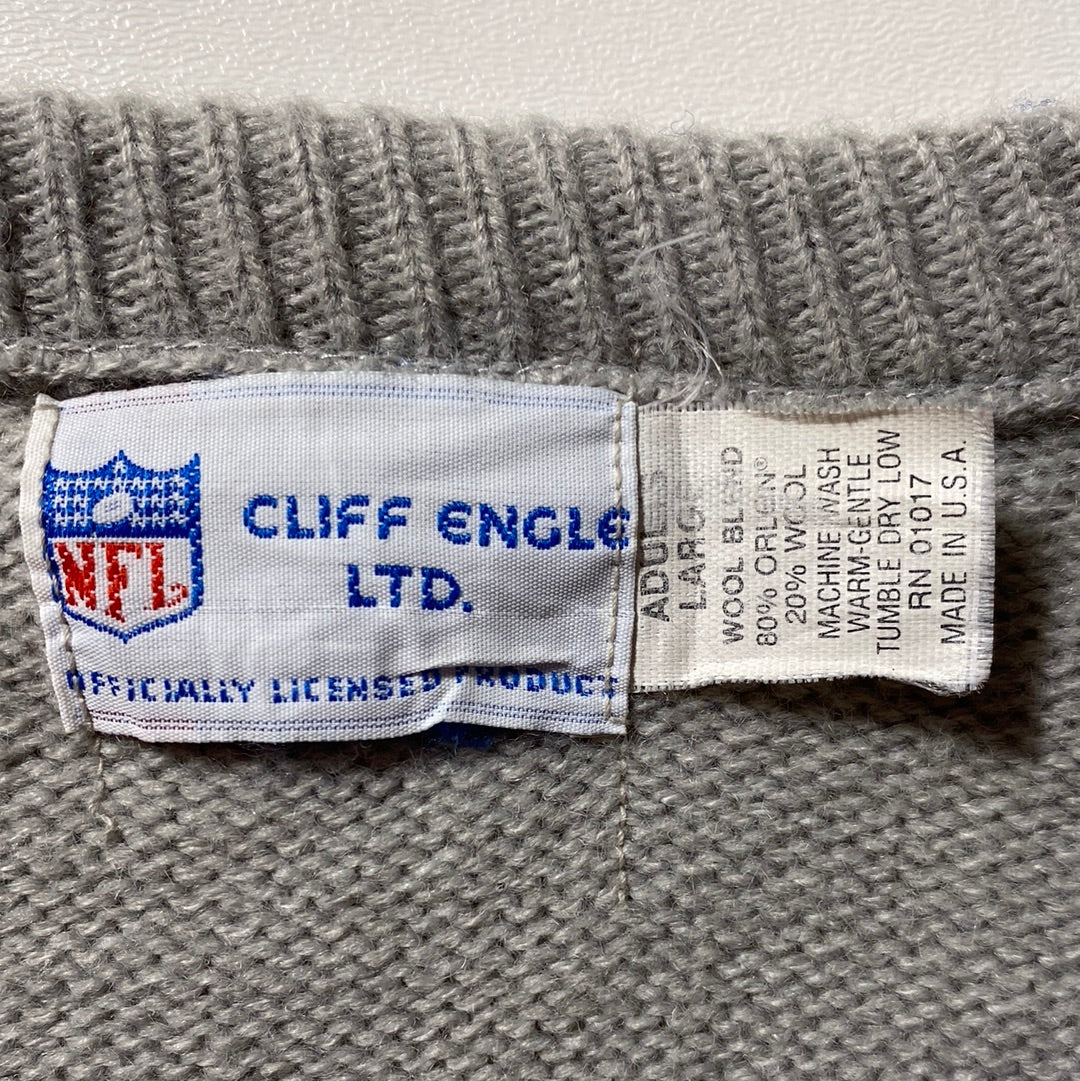 NFL
CLIFF ENGLE
LTD.
OFFICIALLY LICENSED PRODUCT
ADULT
LARGE
WOOL BLEND
80% ORLON®
20% WOOL
MACHINE WASH
WARM-GENTLE
TUMBLE DRY LOW
RN 01017
MADE IN U.S.A.